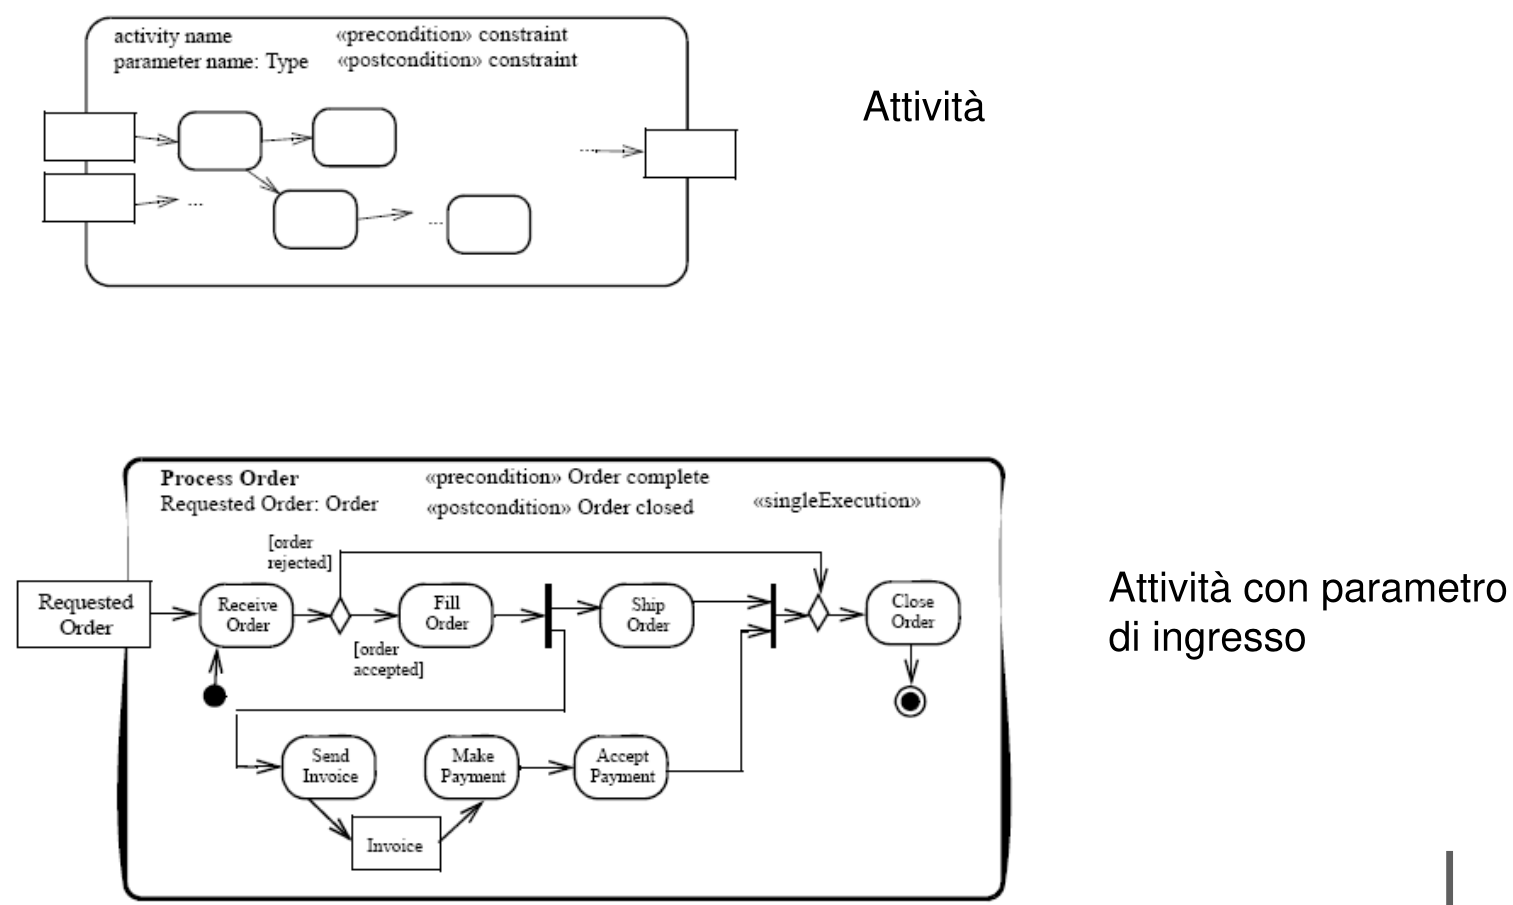 activity name
«precondition» constraint
parameter name: Type
«postcondition» constraint
...
...
...
Attività
Process Order
«precondition» Order complete
Requested Order: Order
«postcondition» Order closed
«singleExecution»
[order
rejected]
Requested
Order
Receive
Order
Fill
Order
Ship
Order
Close
Order
[order
accepted]
Send
Invoice
Make
Payment
Accept
Payment
Invoice
Attività con parametro
di ingresso